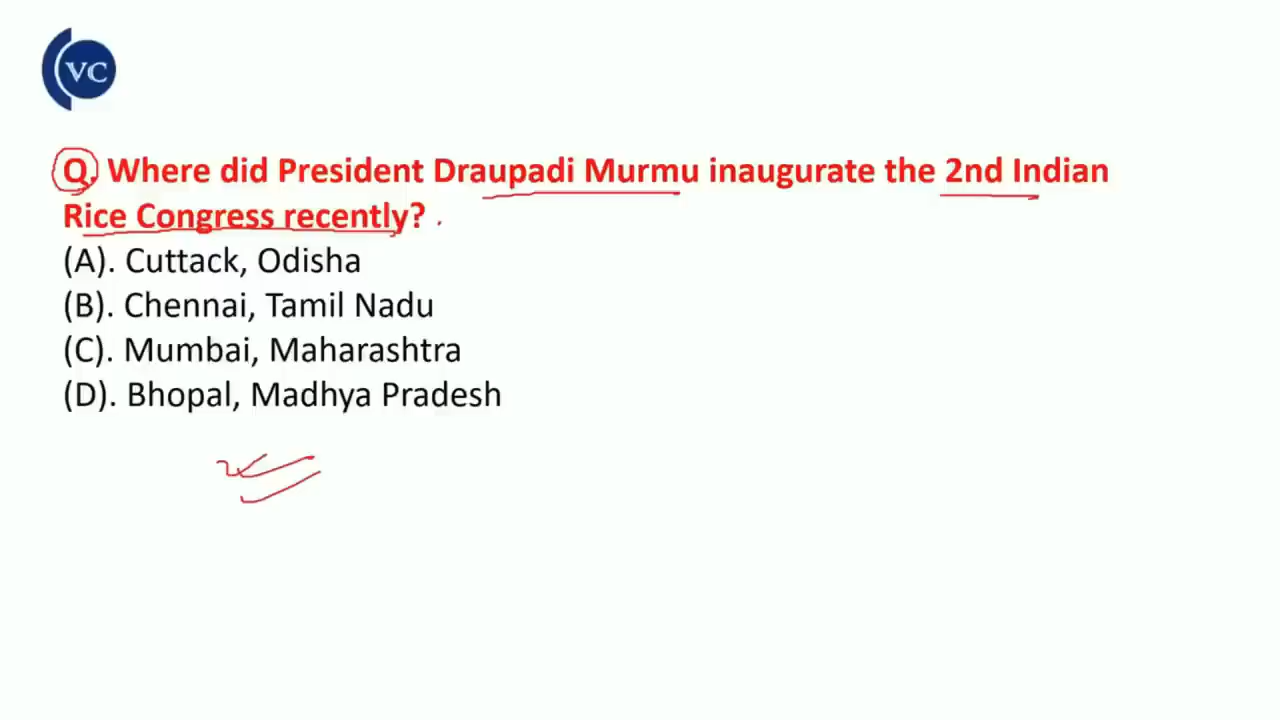 VC
Q. Where did President Draupadi Murmu inaugurate the 2nd Indian
Rice Congress recently?
(A). Cuttack, Odisha
(B). Chennai, Tamil Nadu
(C). Mumbai, Maharashtra
(D). Bhopal, Madhya Pradesh